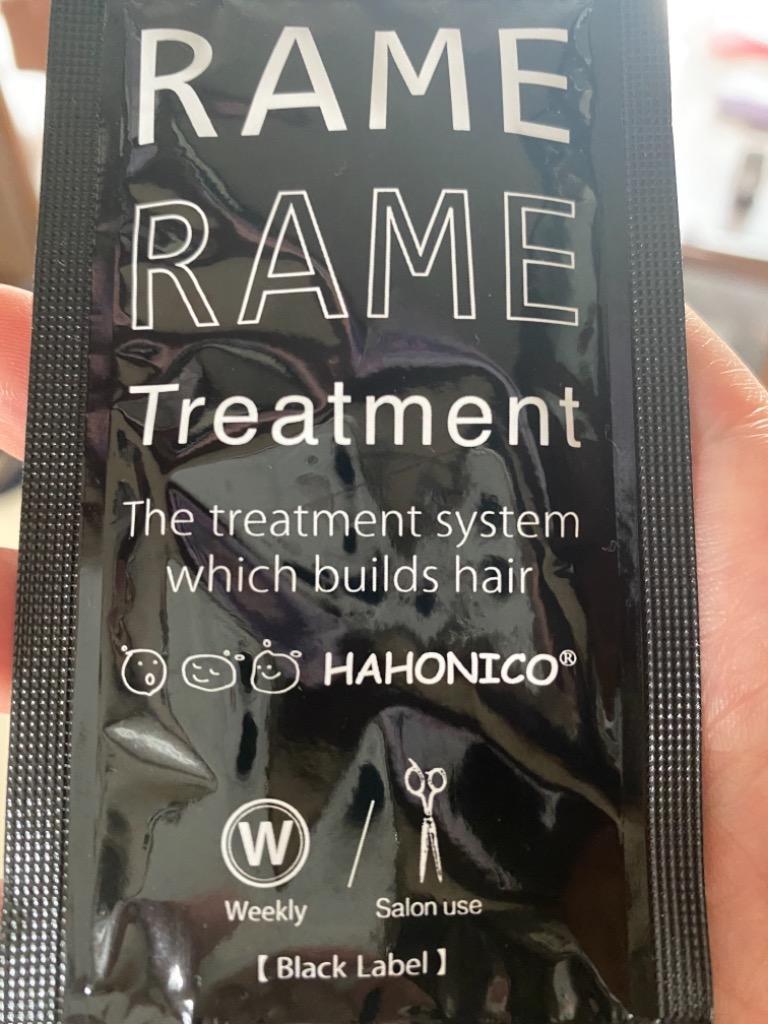 RAME
RAME
Treatment
The treatment system
which builds hair
HAHONICO®
W
Weekly
Salon use
【 Black Label 】